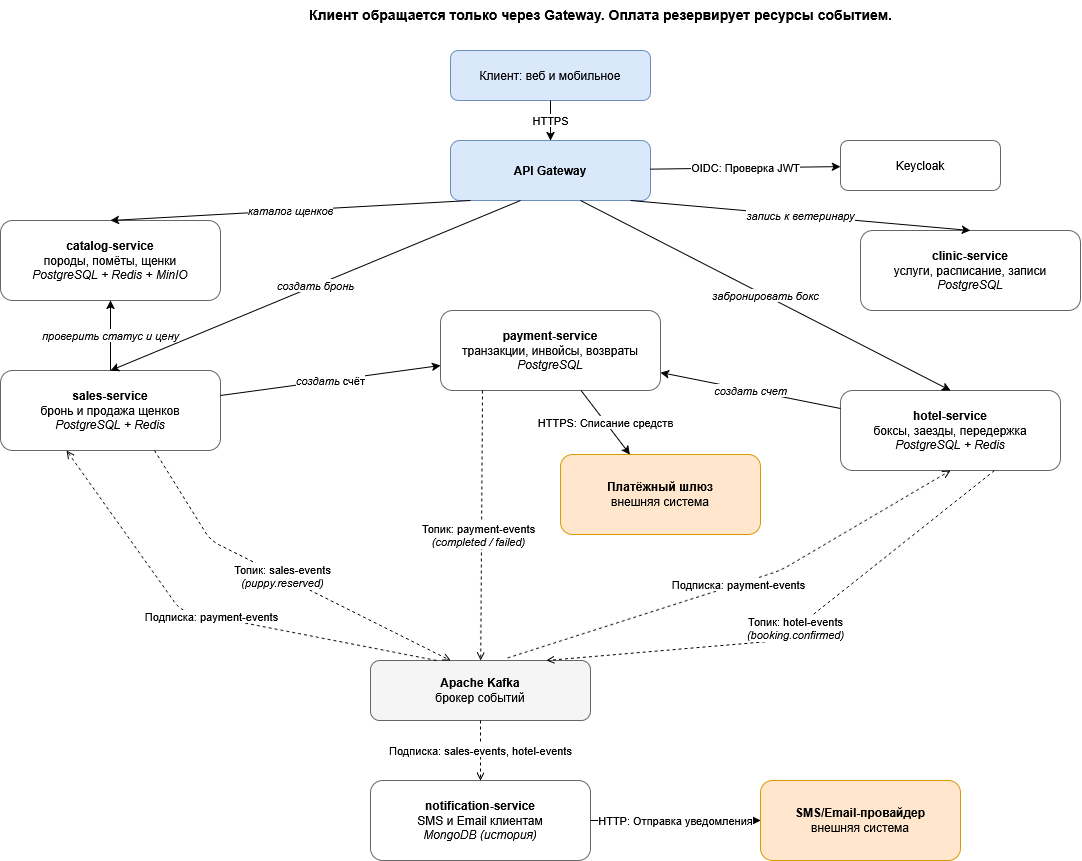 Клиент обращается только через Gateway. Оплата резервирует ресурсы событием.
Клиент: веб и мобильное
HTTPS
API Gateway
OIDC: Проверка JWT
Keycloak
каталог щенков
запись к ветеринару
catalog-service
породы, помёты, щенки
PostgreSQL + Redis + MinIO
clinic-service
услуги, расписание, записи
PostgreSQL
создать бронь
забронировать бокс
проверить статус и цену
payment-service
транзакции, инвойсы, возвраты
PostgreSQL
sales-service
бронь и продажа щенков
PostgreSQL + Redis
создать счёт
создать счет
hotel-service
боксы, заезды, передержка
PostgreSQL + Redis
HTTPS: Списание средств
Платёжный шлюз
внешняя система
Топик: payment-events
(completed / failed)
Топик: sales-events
(puppy.reserved)
Подписка: payment-events
Подписка: payment-events
Топик: hotel-events
(booking.confirmed)
Apache Kafka
брокер событий
Подписка: sales-events, hotel-events
notification-service
SMS и Email клиентам
MongoDB (история)
HTTP: Отправка уведомления
SMS/Email-провайдер
внешняя система